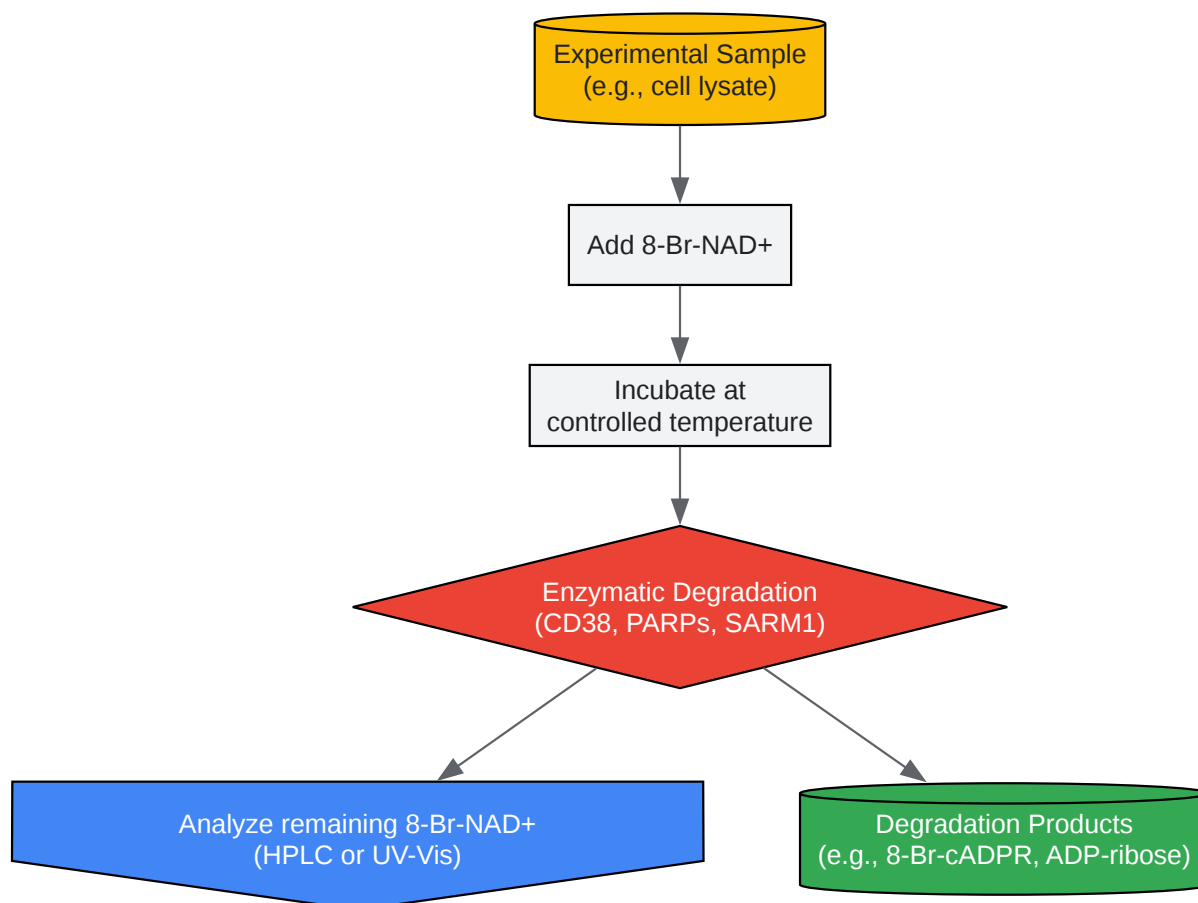 Experimental Sample
(e.g., cell lysate)
Add 8-Br-NAD+
Incubate at
controlled temperature
Enzymatic Degradation
(CD38, PARPs, SARM1)
Analyze remaining 8-Br-NAD+
(HPLC or UV-Vis)
Degradation Products
(e.g., 8-Br-cADPR, ADP-ribose)